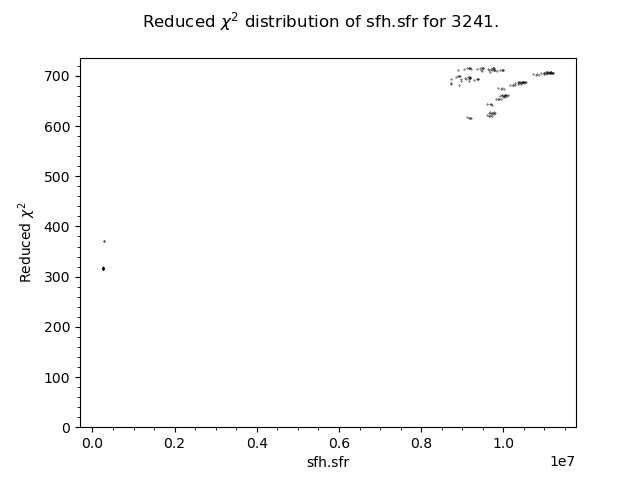 Reduced χ² distribution of sfh.sfr for 3241.
700
600
500
400
300
200
100
0
Reduced χ²
0.0 0.2 0.4 0.6 0.8 1.0
1e7
sfh.sfr